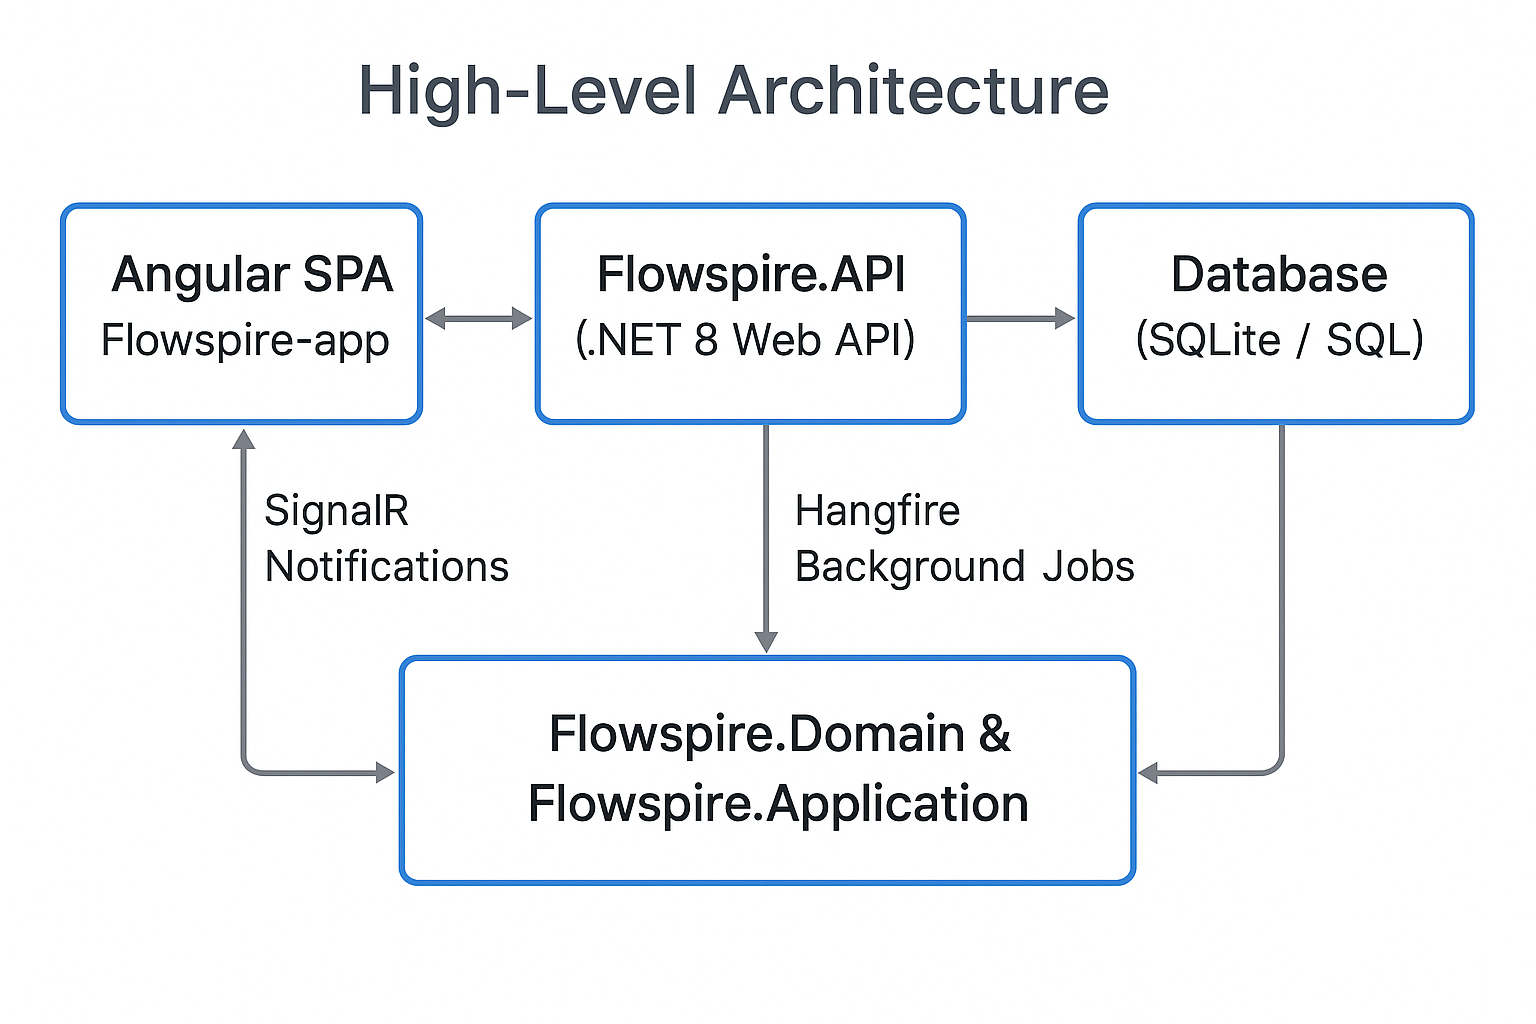 High-Level Architecture
Angular SPA
Flowspire-app
Flowspire.API
(.NET 8 Web API)
Database
(SQLite / SQL)
SignalR
Notifications
Hangfire
Background Jobs
Flowspire.Domain &
Flowspire.Application